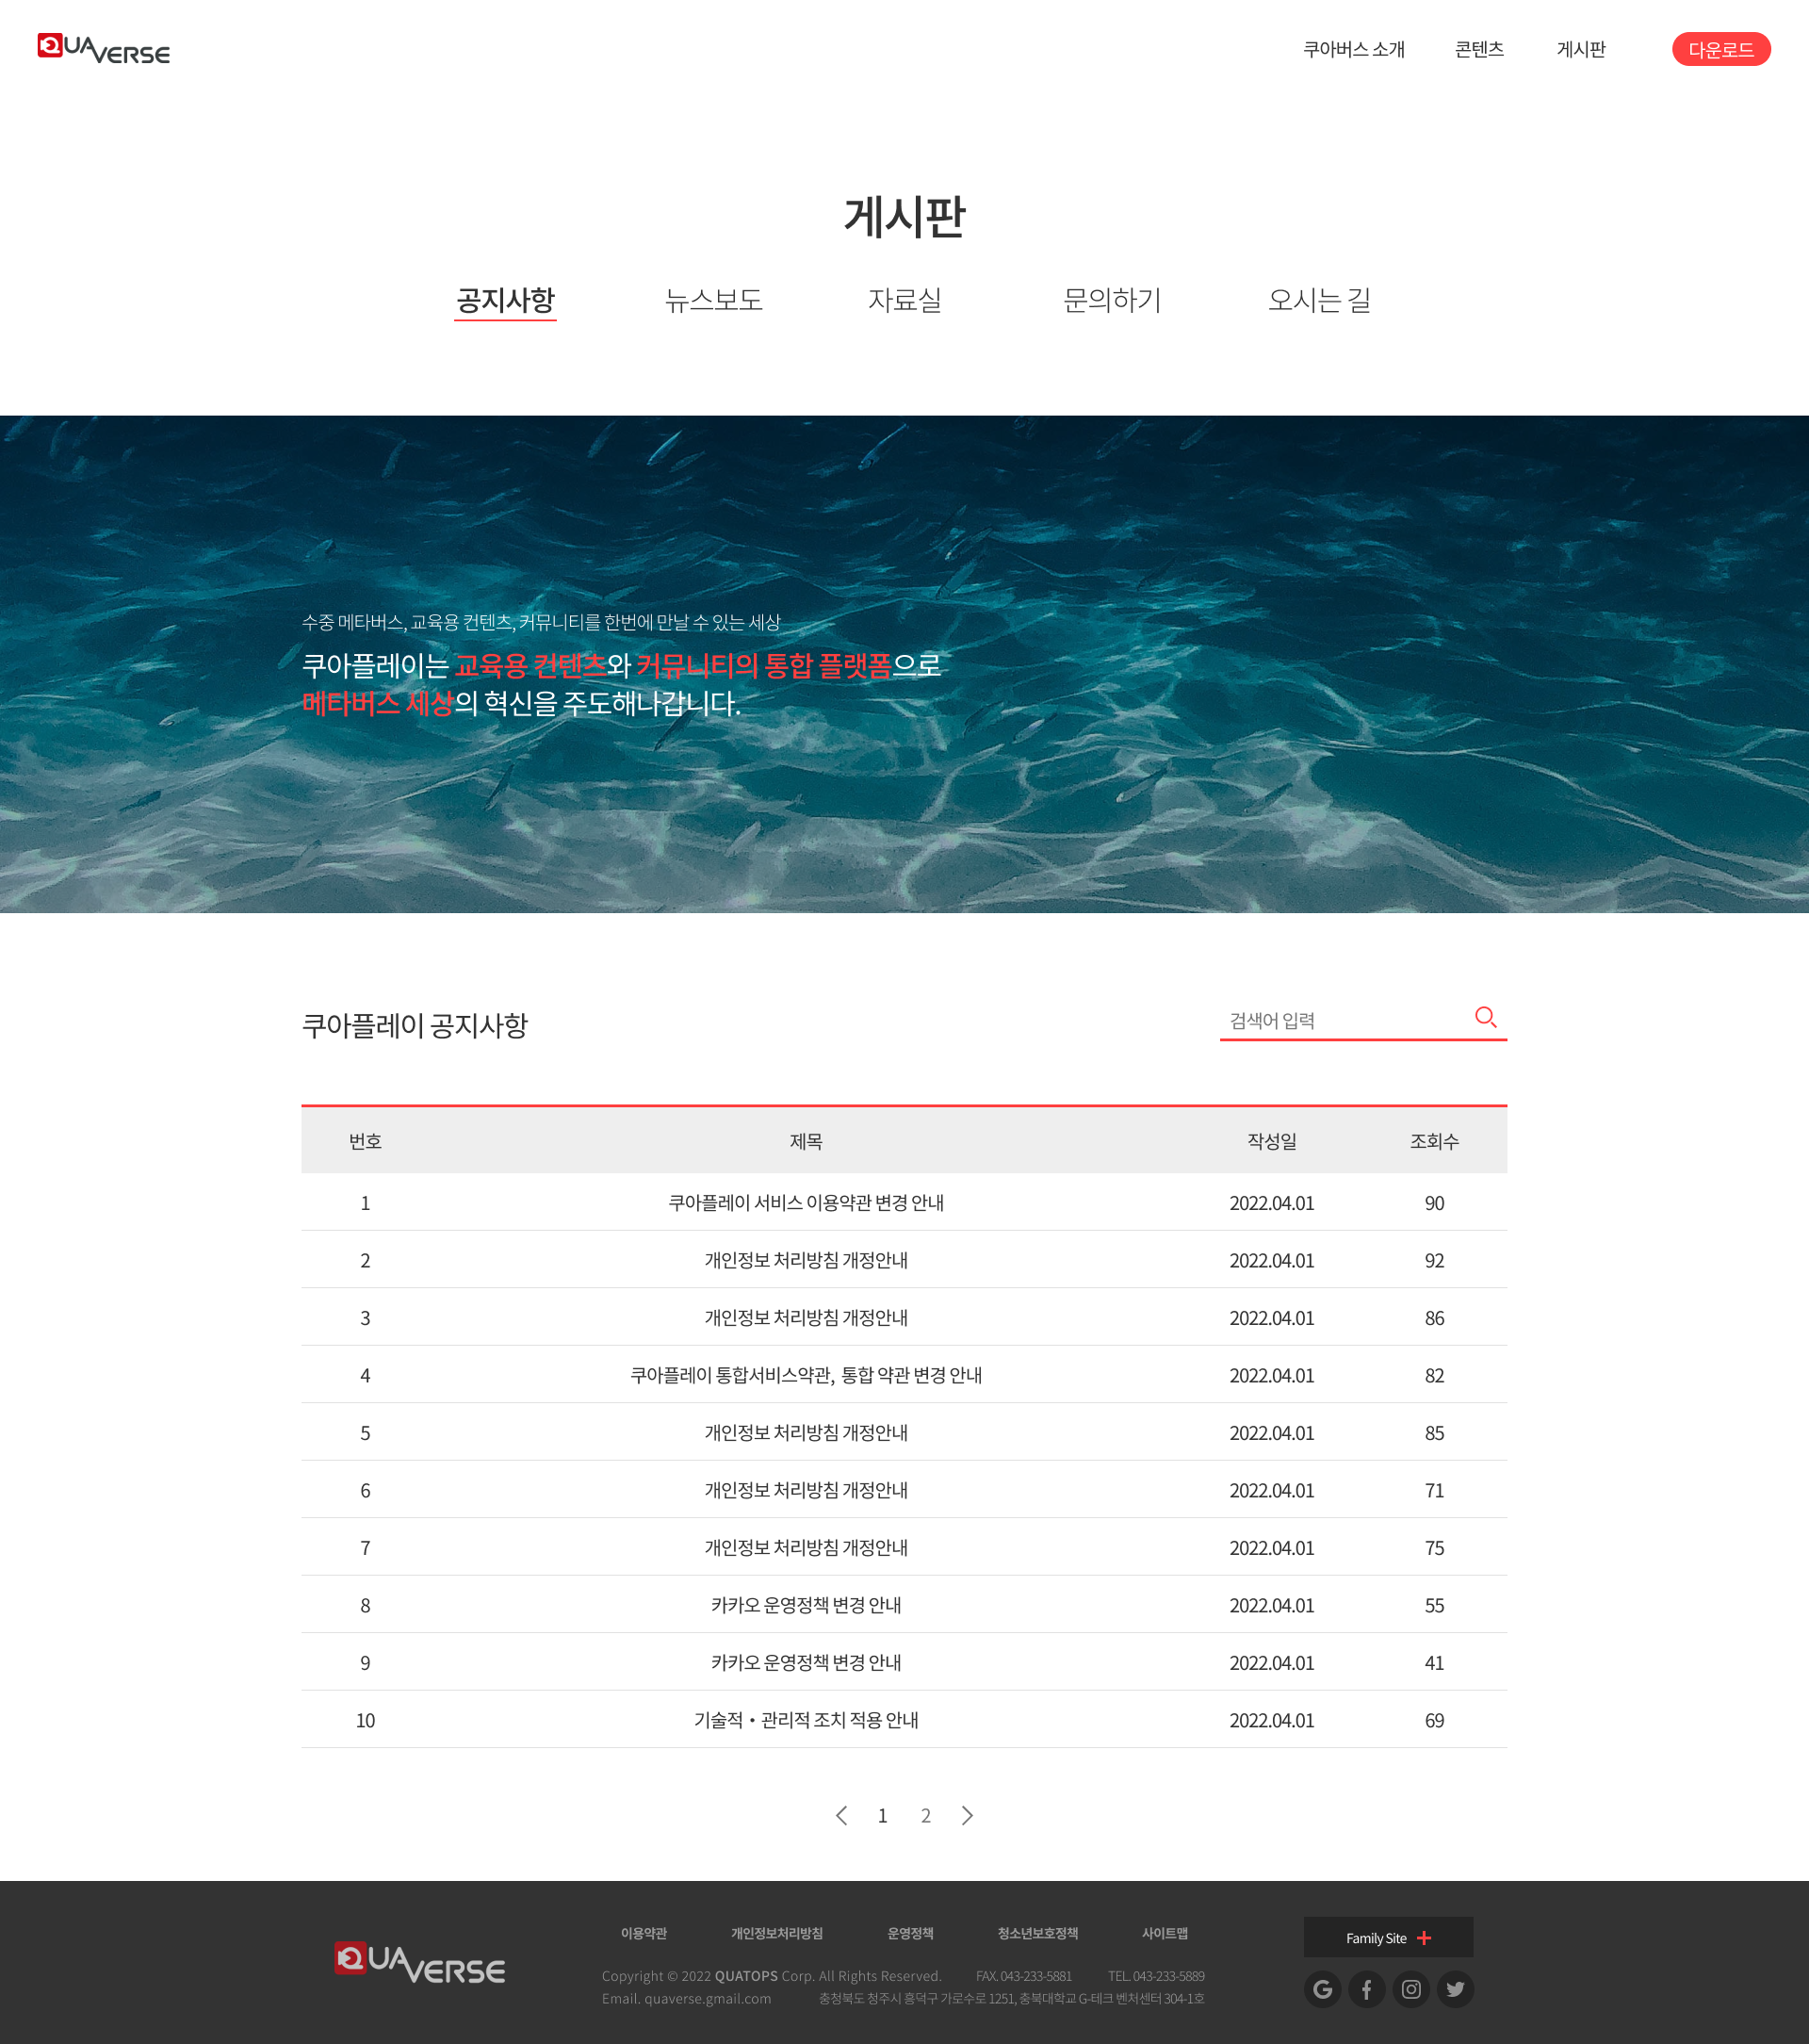 QUAVERSE
쿠아버스 소개 콘텐츠 게시판 다운로드
게시판
공지사항 뉴스보도 자료실 문의하기 오시는 길
수중 메타버스, 교육용 컨텐츠, 커뮤니티를 한번에 만날 수 있는 세상
쿠아플레이는 교육용 컨텐츠와 커뮤니티의 통합 플랫폼으로
메타버스 세상의 혁신을 주도해나갑니다.
쿠아플레이 공지사항
검색어 입력
번호 제목 작성일 조회수
1 쿠아플레이 서비스 이용약관 변경 안내 2022.04.01 90
2 개인정보 처리방침 개정안내 2022.04.01 92
3 개인정보 처리방침 개정안내 2022.04.01 86
4 쿠아플레이 통합서비스약관, 통합 약관 변경 안내 2022.04.01 82
5 개인정보 처리방침 개정안내 2022.04.01 85
6 개인정보 처리방침 개정안내 2022.04.01 71
7 개인정보 처리방침 개정안내 2022.04.01 75
8 카카오 운영정책 변경 안내 2022.04.01 55
9 카카오 운영정책 변경 안내 2022.04.01 41
10 기술적・관리적 조치 적용 안내 2022.04.01 69
1 2
QUAVERSE
이용약관 개인정보처리방침 운영정책 청소년보호정책 사이트맵
Copyright © 2022 QUATOPS Corp. All Rights Reserved. FAX. 043-233-5881 TEL. 043-233-5889
Email. quaverse.gmail.com 충청북도 청주시 흥덕구 가로수로 1251, 충북대학교 G-테크 벤처센터 304-1호
Family Site